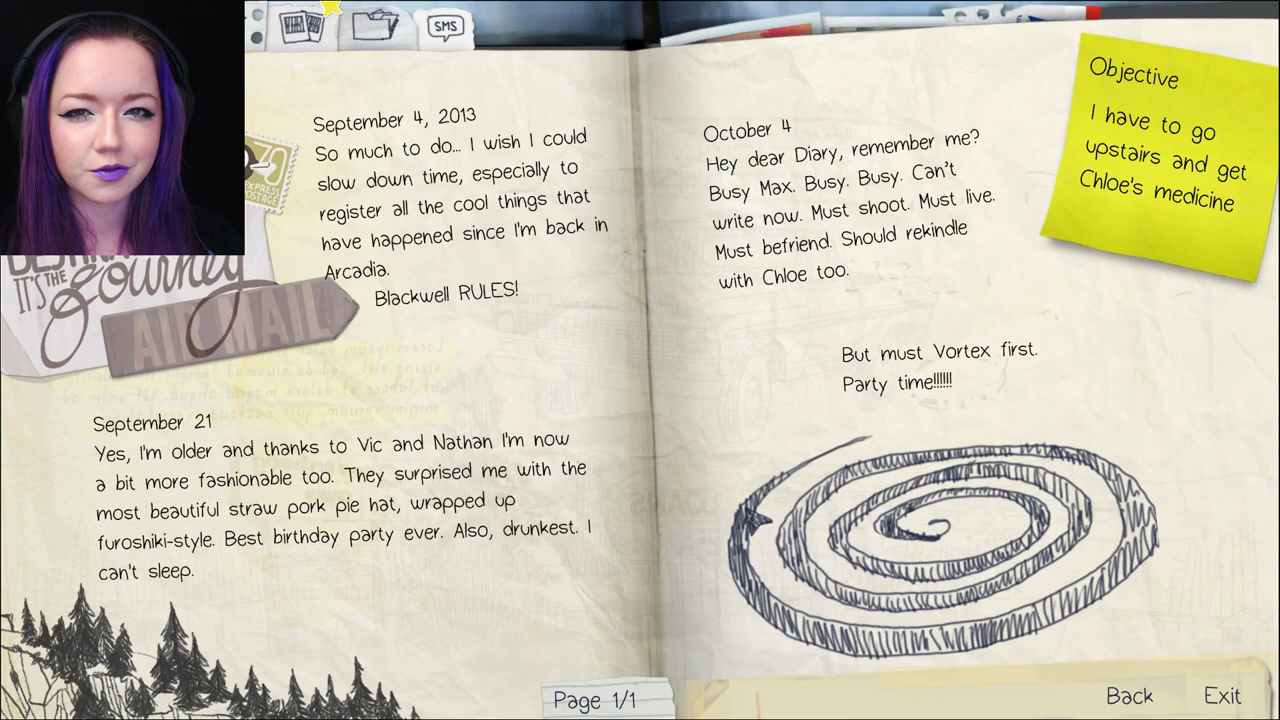 SMS
September 4, 2013
So much to do... I wish I could
slow down time, especially to
register all the cool things that
have happened since I'm back in
Arcadia.
Blackwell RULES!
EXPRESS
POSTAGE
IT'S THE
journey
AIR MAIL
September 21
Yes, I'm older and thanks to Vic and Nathan I'm now
a bit more fashionable too. They surprised me with the
most beautiful straw pork pie hat, wrapped up
furoshiki-style. Best birthday party ever. Also, drunkest. I
can't sleep.
Page 1/1
October 4
Hey dear Diary, remember me?
Busy Max. Busy. Busy. Can't
write now. Must shoot. Must live.
Must befriend. Should rekindle
with Chloe too.
But must Vortex first.
Party time!!!!!!
Objective
I have to go
upstairs and get
Chloe's medicine
Back
Exit